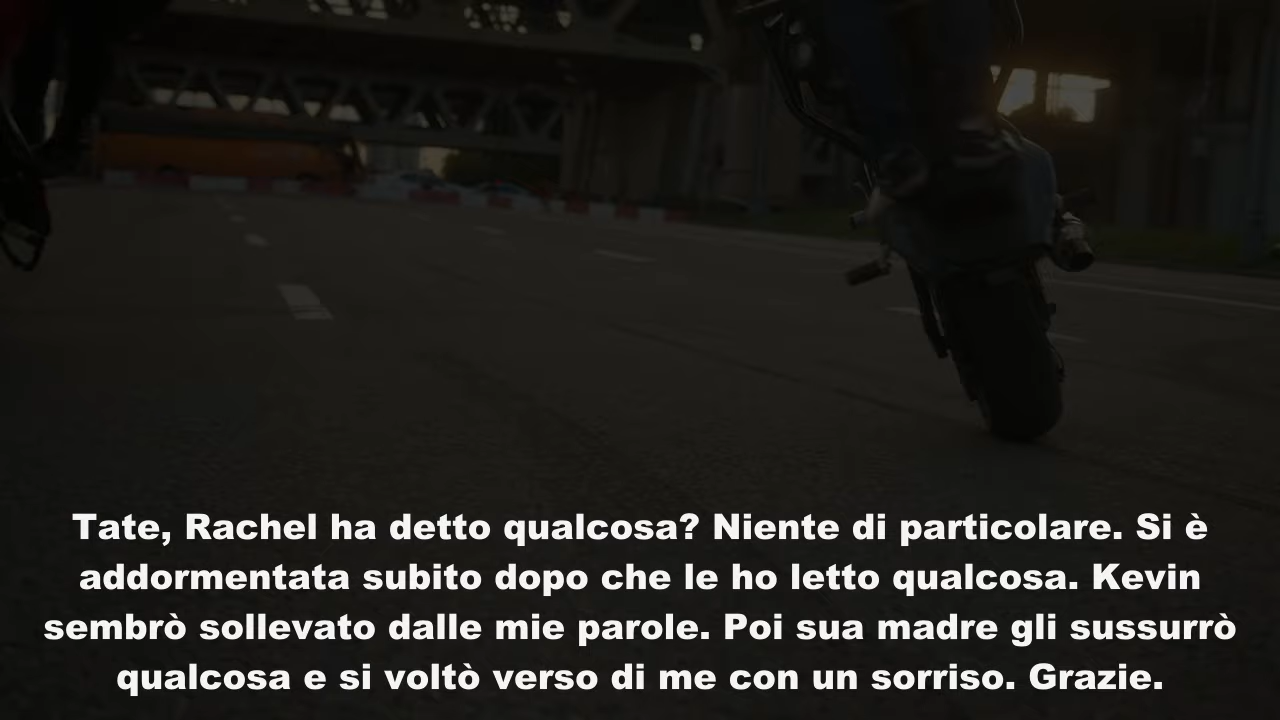 Tate, Rachel ha detto qualcosa? Niente di particolare. Si è
addormentata subito dopo che le ho letto qualcosa. Kevin
sembrò sollevato dalle mie parole. Poi sua madre gli sussurrò
qualcosa e si voltò verso di me con un sorriso. Grazie.